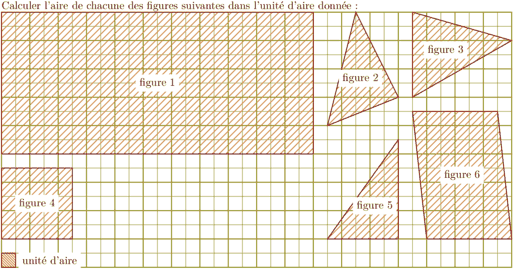 Calculer l'aire de chacune des figures suivantes dans l'unité d'aire donnée :
figure 1
figure 2
figure 3
figure 4
figure 5
figure 6
unité d'aire